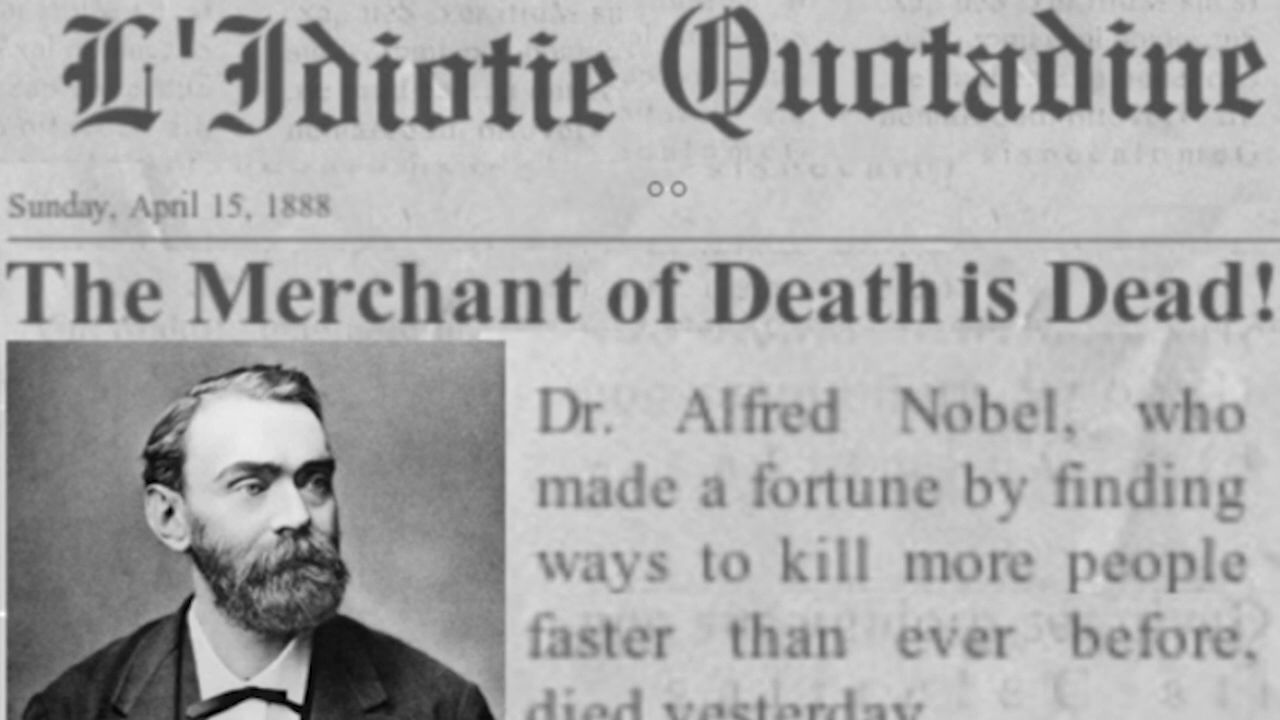 L'Idiotie Quotadine
Sunday, April 15, 1888
The Merchant of Death is Dead!
Dr. Alfred Nobel, who
made a fortune by finding
ways to kill more people
faster than ever before,
died yesterday